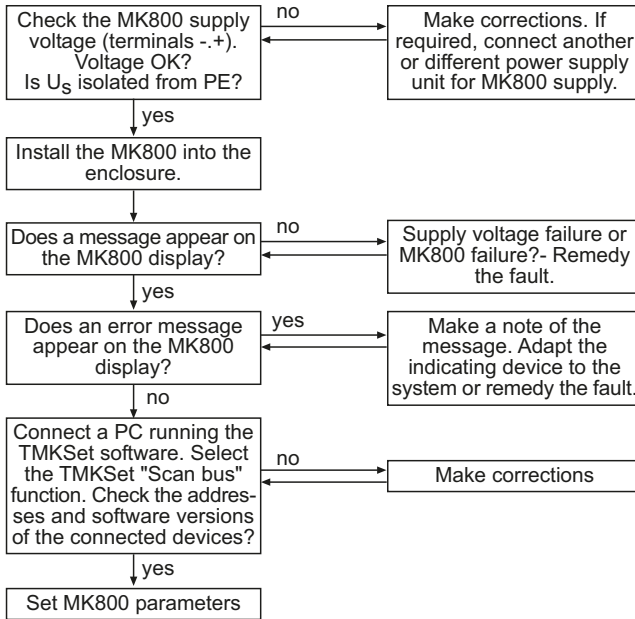 Check the MK800 supply
voltage (terminals -.+).
Voltage OK?
Is Us isolated from PE?
no
Make corrections. If
required, connect another
or different power supply
unit for MK800 supply.
yes
Install the MK800 into the
enclosure.
Does a message appear on
the MK800 display?
no
Supply voltage failure or
MK800 failure?- Remedy
the fault.
yes
Does an error message
appear on the MK800
display?
yes
Make a note of the
message. Adapt the
indicating device to the
system or remedy the fault.
no
Connect a PC running the
TMKSet software. Select
the TMKSet "Scan bus"
function. Check the addres-
ses and software versions
of the connected devices?
no
Make corrections
yes
Set MK800 parameters